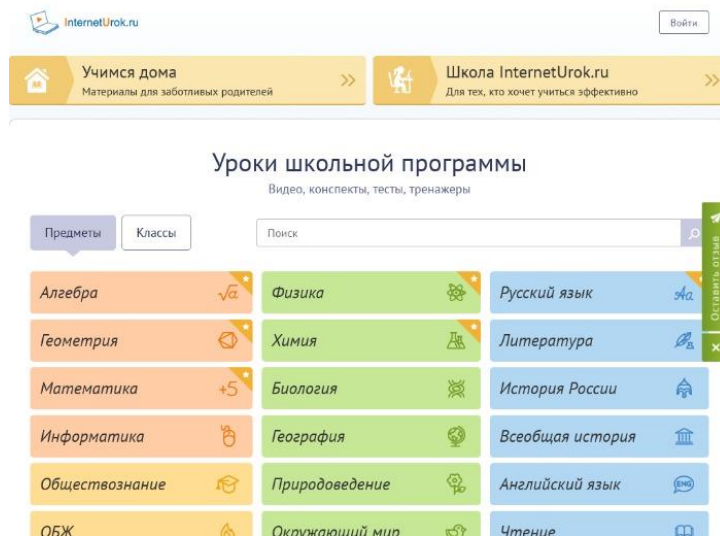 InternetUrok.ru
Войти
Учимся дома
Материалы для заботливых родителей
Школа InternetUrok.ru
Для тех, кто хочет учиться эффективно
Уроки школьной программы
Видео, конспекты, тесты, тренажеры
Предметы
Классы
Поиск
Оставить отзыв
Алгебра
√a
Физика
Русский язык
Aa
Геометрия
Химия
Литература
Математика
+5
Биология
История России
Информатика
География
Всеобщая история
Обществознание
Природоведение
Английский язык
ENG
ОБЖ
Окружающий мир
Чтение